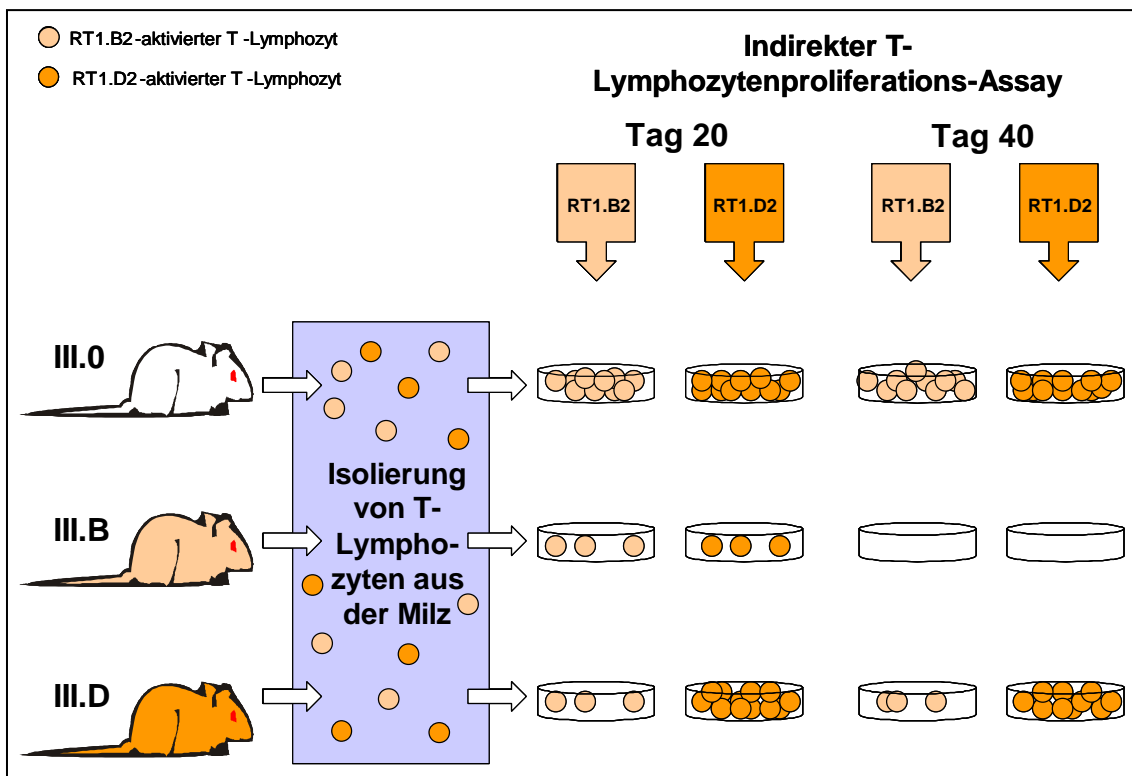 RT1.B2-aktivierter T -Lymphozyt
RT1.D2-aktivierter T -Lymphozyt
Indirekter T-
Lymphozytenproliferations-Assay
Tag 20
Tag 40
RT1.B2
RT1.D2
RT1.B2
RT1.D2
III.0
III.B
III.D
Isolierung
von T-
Lympho-
zyten aus
der Milz